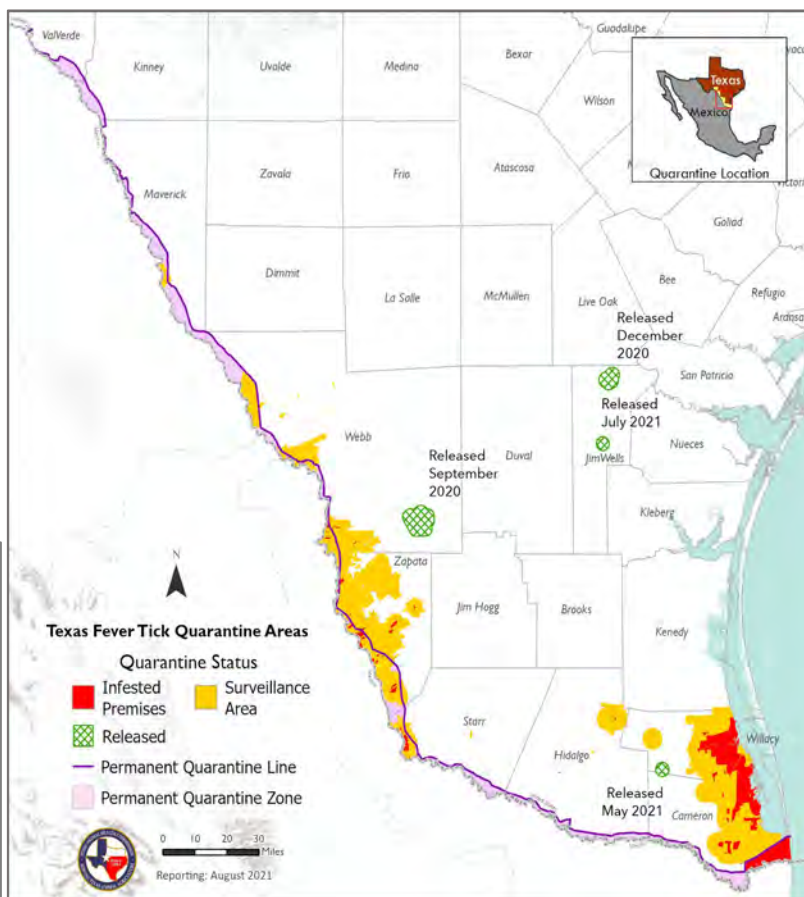 ValVerde
Kinney
Uvalde
Medina
Bexar
Guadalupe
Wilson
Texas
Mexico
Quarantine Location
Maverick
Zavala
Frio
Atascosa
Goliad
Dimmit
La Salle
McMullen
Live Oak
Bee
Refugio
Released
December
2020
San Patricio
Released
July 2021
Webb
Duval
JimWells
Nueces
Released
September
2020
Kleberg
Zapata
N
Jim Hogg
Brooks
Kenedy
Texas Fever Tick Quarantine Areas
Quarantine Status
Infested
Premises
Surveillance
Area
Released
Permanent Quarantine Line
Permanent Quarantine Zone
Starr
Hidalgo
Willacy
Released
May 2021
Cameron
0 10 20 30
Miles
Reporting: August 2021